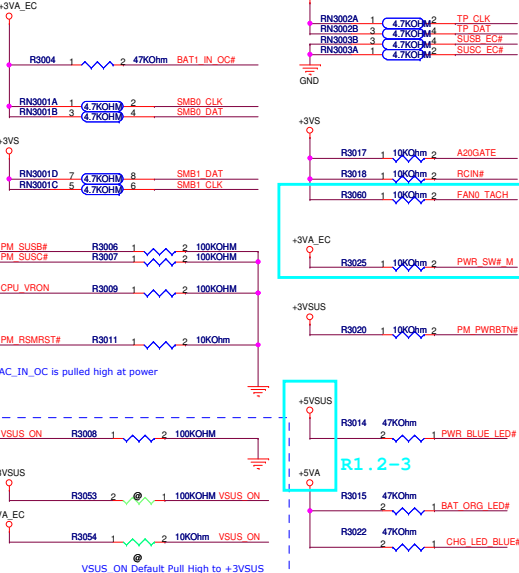 +3VA_EC
R3004 1 2 47KOhm BAT1_IN_OC#
RN3001A 1 4.7KOHM 2 SMB0_CLK
RN3001B 3 4.7KOHM 4 SMB0_DAT
+3VS
RN3001D 7 4.7KOHM 8 SMB1_DAT
RN3001C 5 4.7KOHM 6 SMB1_CLK
PM_SUSB# R3006 1 2 100KOHM
PM_SUSC# R3007 1 2 100KOHM
CPU_VRON R3009 1 2 100KOHM
PM_RSMRST# R3011 1 2 10KOhm
AC_IN_OC is pulled high at power
VSUS_ON R3008 1 2 100KOHM
3VSUS
R3053 2 @ 1 100KOHM VSUS_ON
VA_EC
R3054 1 2 10KOhm VSUS_ON
@
VSUS_ON Default Pull High to +3VSUS
RN3002A 1 4.7KOHM 2 TP_CLK
RN3002B 3 4.7KOHM 4 TP_DAT
RN3003B 3 4.7KOHM 4 SUSB_EC#
RN3003A 1 4.7KOHM 2 SUSC_EC#
GND
+3VS
R3017 1 10KOhm 2 A20GATE
R3018 1 10KOhm 2 RCIN#
R3060 1 10KOhm 2 FAN0_TACH
+3VA_EC
R3025 1 10KOhm 2 PWR_SW#_M
+3VSUS
R3020 1 10KOhm 2 PM_PWRBTN#
+5VSUS
R3014 47KOhm
2 1 PWR_BLUE_LED#
R1.2-3
+5VA
R3015 47KOhm
2 1 BAT_ORG_LED#
R3022 47KOhm
2 1 CHG_LED_BLUE#